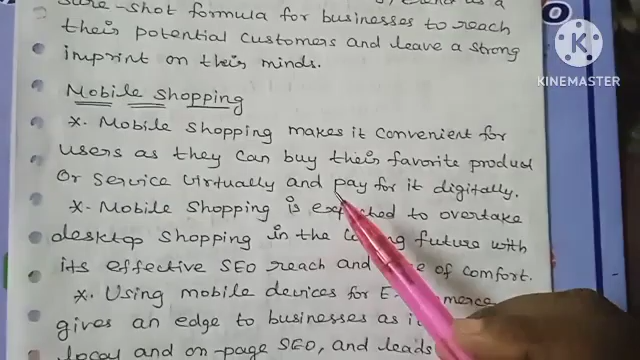 sure-shot formula for businesses to reach
their potential customers and leave a strong
imprint on their minds.
Mobile Shopping
*. Mobile Shopping makes it convenient for
users as they can buy their favorite product
Or Service virtually and pay for it digitally.
*. Mobile Shopping is expected to overtake
desktop Shopping in the future with
its effective SEO reach and of comfort.
*. Using mobile devices for
gives an edge to businesses as
and on-page SEO, and leads
KINEMASTER